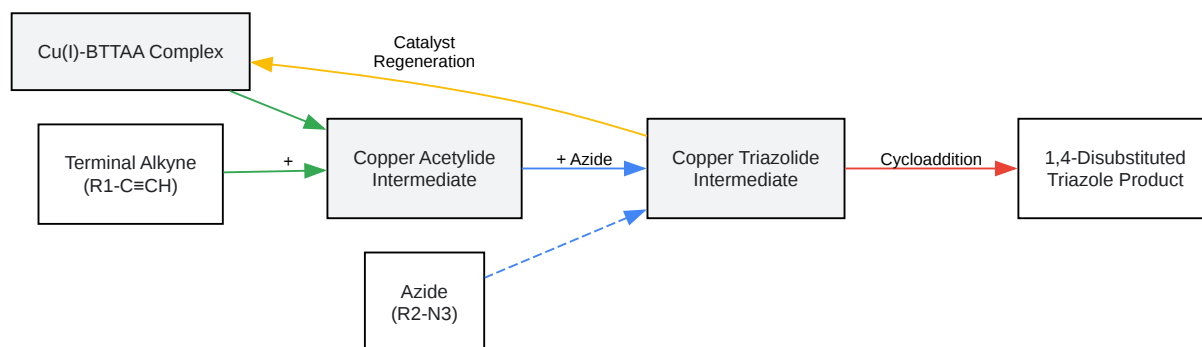 Cu(I)-BTTAA Complex
Catalyst
Regeneration
Terminal Alkyne
(R1-C≡CH)
+
Copper Acetylide
Intermediate
+ Azide
Copper Triazolide
Intermediate
Cycloaddition
1,4-Disubstituted
Triazole Product
Azide
(R2-N3)